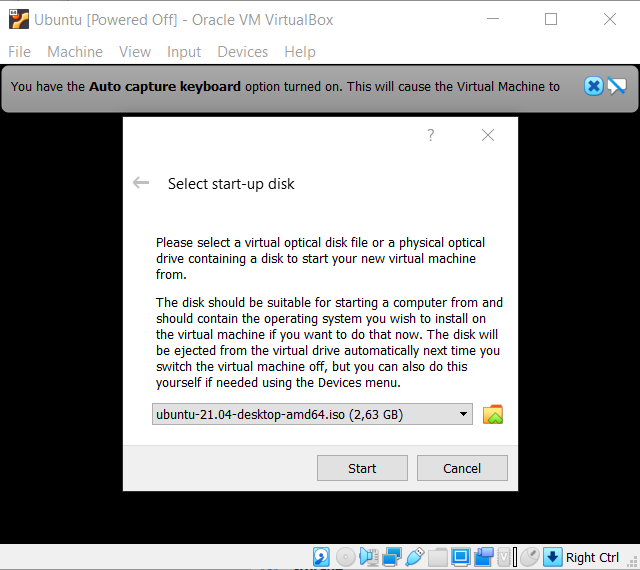 Ubuntu [Powered Off] - Oracle VM VirtualBox
File Machine View Input Devices Help
You have the Auto capture keyboard option turned on. This will cause the Virtual Machine to
?
Select start-up disk
Please select a virtual optical disk file or a physical optical
drive containing a disk to start your new virtual machine
from.
The disk should be suitable for starting a computer from and
should contain the operating system you wish to install on
the virtual machine if you want to do that now. The disk will
be ejected from the virtual drive automatically next time you
switch the virtual machine off, but you can also do this
yourself if needed using the Devices menu.
ubuntu-21.04-desktop-amd64.iso (2,63 GB)
Start Cancel
Right Ctrl